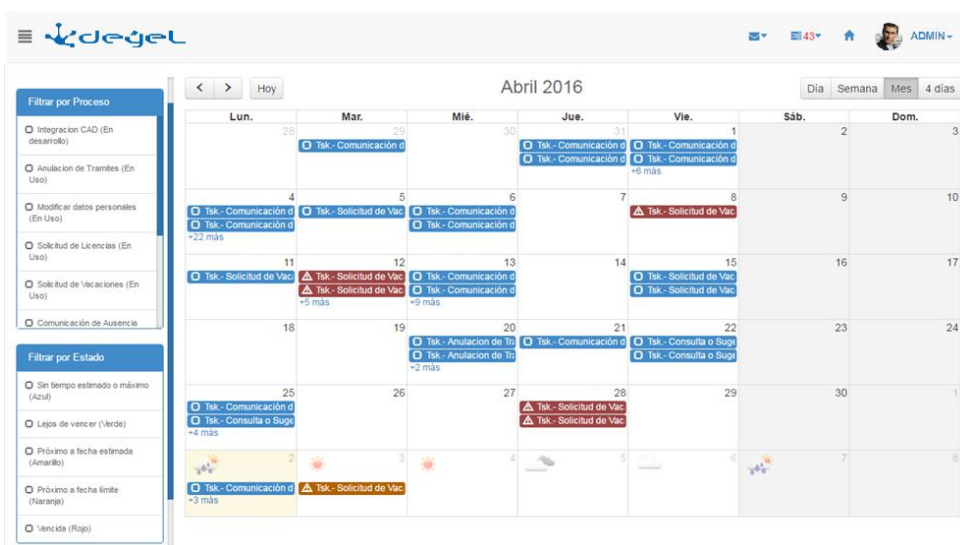 deyel
43
ADMIN
Hoy
Abril 2016
Día Semana Mes 4 días
Filtrar por Proceso
Integracion CAD (En
desarrollo)
Anulacion de Tramites (En
Uso)
Modificar datos personales
(En Uso)
Solicitud de Licencias (En
Uso)
Solicitud de Vacaciones (En
Uso)
Comunicación de Ausencia
Filtrar por Estado
Sin tiempo estimado o máximo
(Azul)
Lejos de vencer (Verde)
Próximo a fecha estimada
(Amarillo)
Próximo a fecha límite
(Naranja)
Vencida (Rojo)
Lun. Mar. Mié. Jue. Vie. Sáb. Dom.
28 29 30 31 1 2 3
Tsk.- Comunicación d Tsk.- Comunicación d Tsk.- Comunicación d
Tsk.- Comunicación d Tsk.- Comunicación d
+6 más
4 5 6 7 8 9 10
Tsk.- Comunicación d Tsk.- Solicitud de Vac Tsk.- Comunicación d Tsk.- Solicitud de Vac
Tsk.- Comunicación d Tsk.- Comunicación d
+22 más
11 12 13 14 15 16 17
Tsk.- Solicitud de Vac Tsk.- Solicitud de Vac Tsk.- Comunicación d Tsk.- Solicitud de Vac
Tsk.- Solicitud de Vac Tsk.- Comunicación d Tsk.- Solicitud de Vac
+5 más +9 más
18 19 20 21 22 23 24
Tsk.- Anulacion de Tra Tsk.- Comunicación d Tsk.- Consulta o Suge
Tsk.- Anulacion de Tra Tsk.- Consulta o Suge
+2 más
25 26 27 28 29 30 1
Tsk.- Comunicación d Tsk.- Solicitud de Vac
Tsk.- Consulta o Suge Tsk.- Solicitud de Vac
+4 más
2 3 4 5 6 7 8
Tsk.- Comunicación d Tsk.- Solicitud de Vac
+3 más